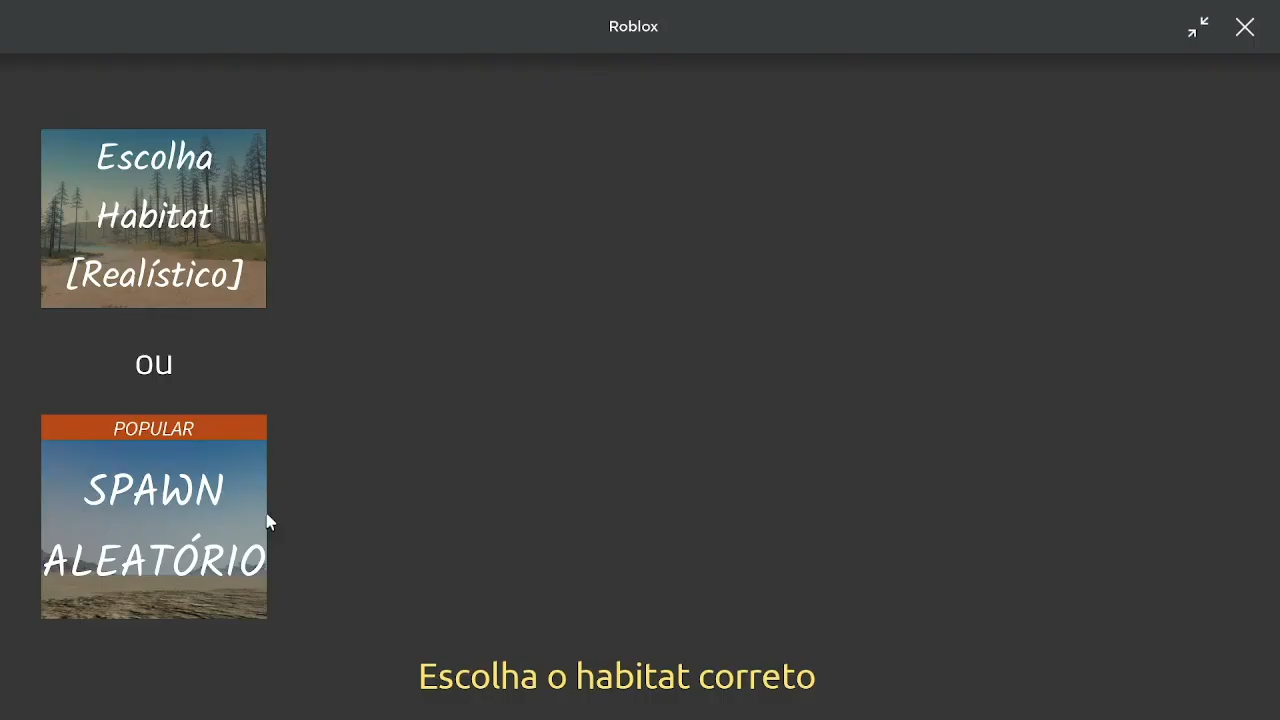 Roblox
Escolha
Habitat
[Realístico]
ou
POPULAR
SPAWN
ALEATÓRIO
Escolha o habitat correto